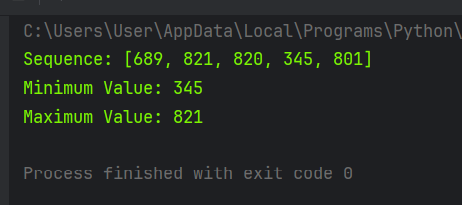 C:\Users\User\AppData\Local\Programs\Python\
Sequence: [689, 821, 820, 345, 801]
Minimum Value: 345
Maximum Value: 821
Process finished with exit code 0